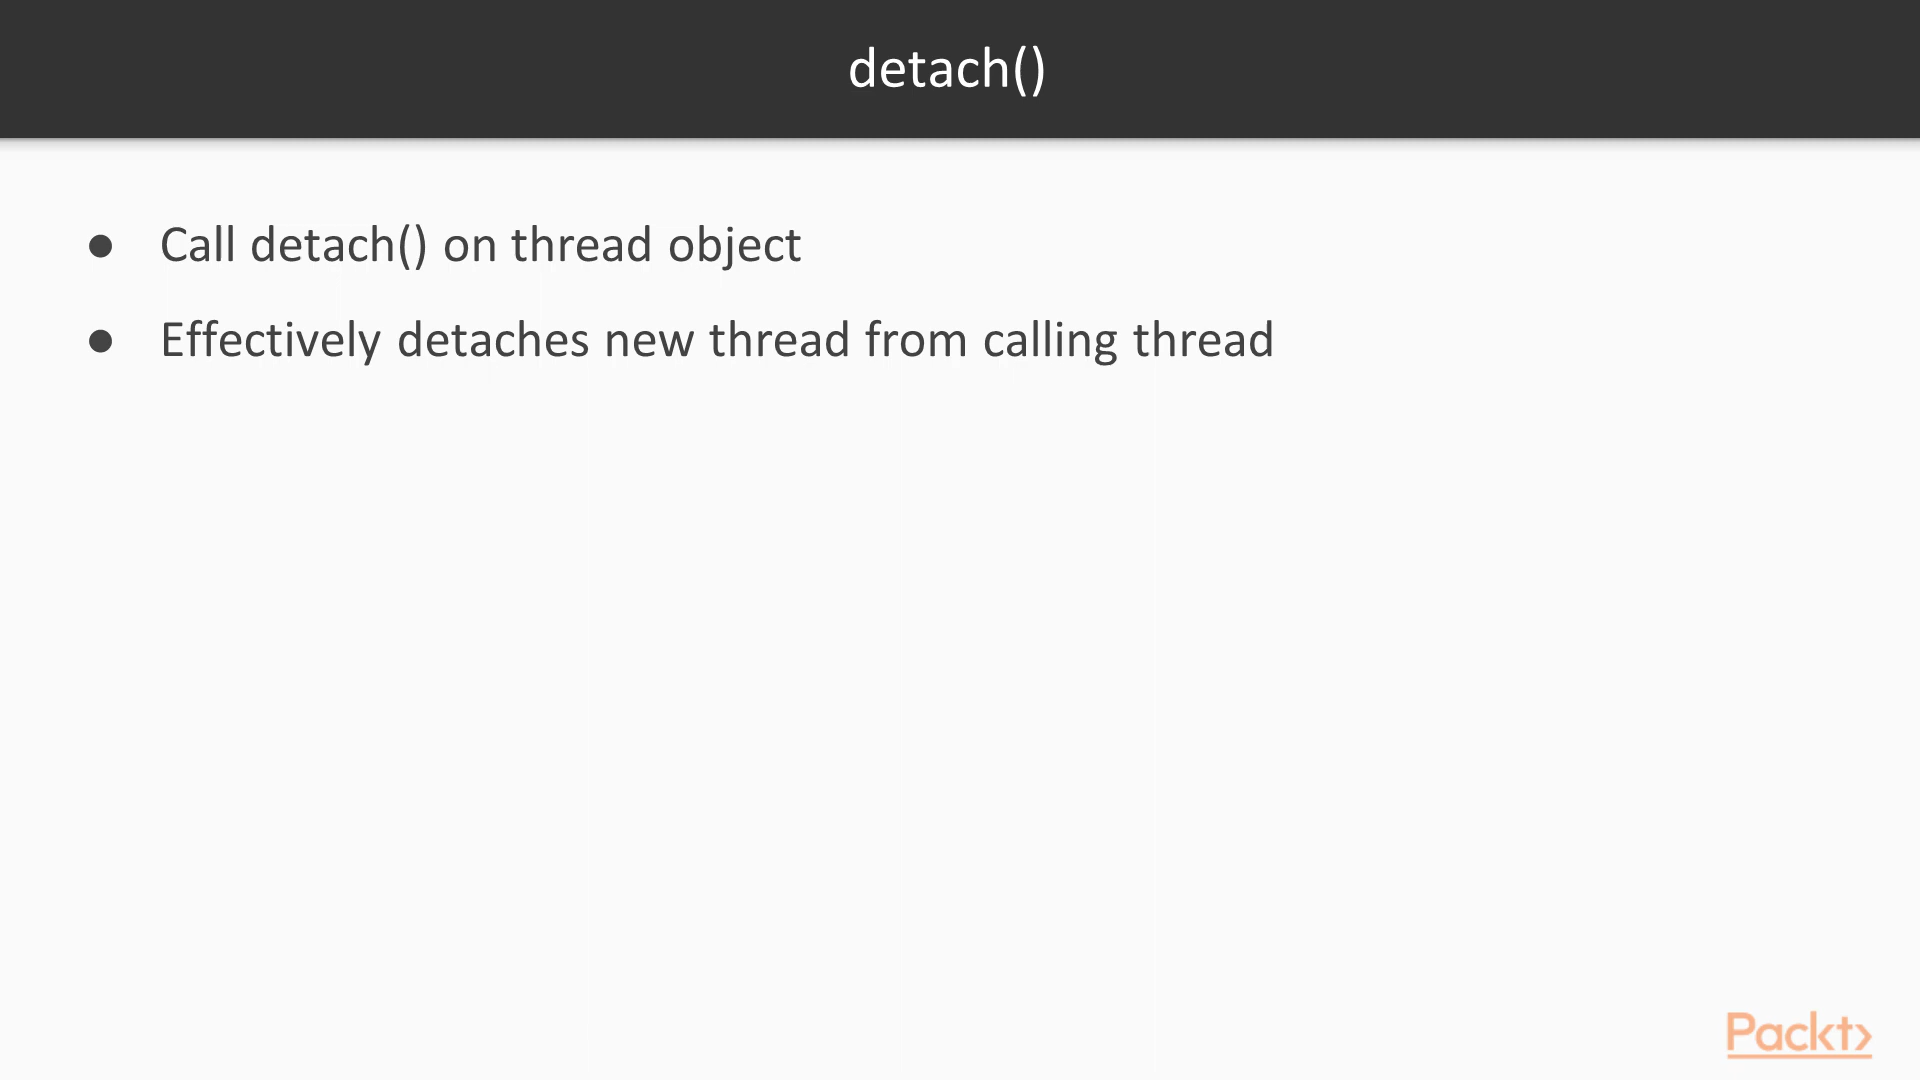 detach()
● Call detach() on thread object
● Effectively detaches new thread from calling thread
Packt>